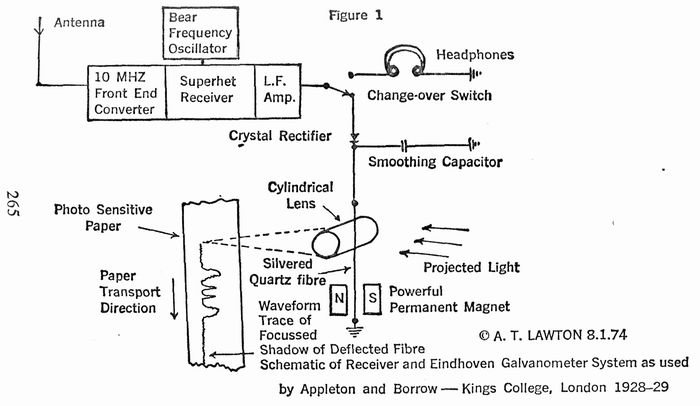 Figure 1
Antenna
Bear
Frequency
Oscillator
10 MHZ
Front End
Converter
Superhet
Receiver
L.F.
Amp.
Headphones
Change-over Switch
Crystal Rectifier
Smoothing Capacitor
Cylindrical
Lens
265
Photo Sensitive
Paper
Projected Light
Silvered
Quartz fibre
Paper
Transport
Direction
N
S
Powerful
Permanent Magnet
Waveform
Trace of
Focussed
Shadow of Deflected Fibre
© A. T. LAWTON 8.1.74
Schematic of Receiver and Eindhoven Galvanometer System as used
by Appleton and Borrow — Kings College, London 1928–29